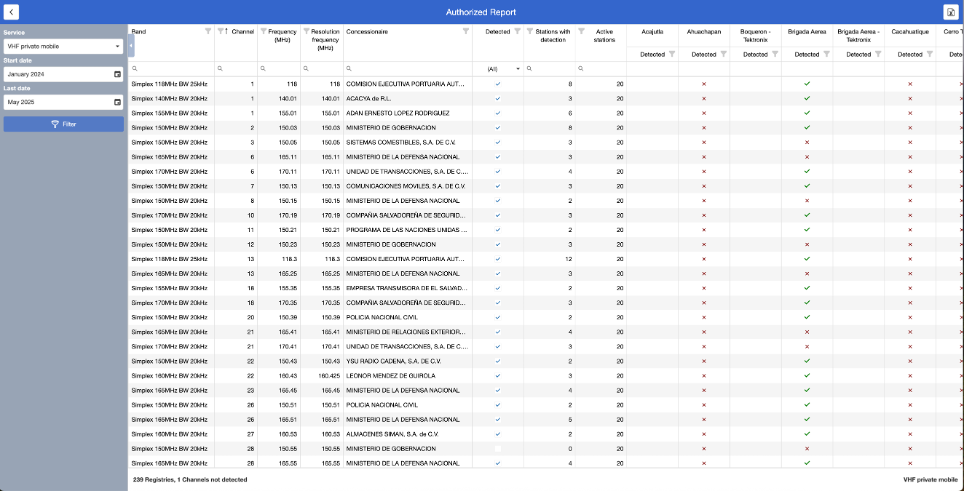 Authorized Report
Service
VHF private mobile
Start date
January 2024
Last date
May 2025
Filter
Band Channel Frequency (MHz) Resolution frequency (MHz) Concessionaire Detected Stations with detection Active stations Acajutla Ahuachapan Boqueron - Tektronix Brigada Aerea Brigada Aerea - Tektronix Cacahuatique Cerro T
Detected Detected Detected Detected Detected Detected Dete
(All)
Simplex 118MHz BW 25kHz 1 118 118 COMISION EJECUTIVA PORTUARIA AUT... 8 20
Simplex 140MHz BW 20kHz 1 140.01 140.01 ACACYA de R.L. 3 20
Simplex 155MHz BW 20kHz 1 155.01 155.01 ADAN ERNESTO LOPEZ RODRIGUEZ 6 20
Simplex 150MHz BW 20kHz 2 150.03 150.03 MINISTERIO DE GOBERNACION 8 20
Simplex 150MHz BW 20kHz 3 150.05 150.05 SISTEMAS COMESTIBLES, S.A. DE C.V. 3 20
Simplex 165MHz BW 20kHz 6 165.11 165.11 MINISTERIO DE LA DEFENSA NACIONAL 3 20
Simplex 170MHz BW 20kHz 6 170.11 170.11 UNIDAD DE TRANSACCIONES, S.A. DE C.... 4 20
Simplex 150MHz BW 20kHz 7 150.13 150.13 COMUNICACIONES MOVILES, S.A. DE C.V. 3 20
Simplex 150MHz BW 20kHz 8 150.15 150.15 MINISTERIO DE LA DEFENSA NACIONAL 2 20
Simplex 170MHz BW 20kHz 10 170.19 170.19 COMPAÑIA SALVADOREÑA DE SEGURID... 3 20
Simplex 150MHz BW 20kHz 11 150.21 150.21 PROGRAMA DE LAS NACIONES UNIDAS ... 2 20
Simplex 150MHz BW 20kHz 12 150.23 150.23 MINISTERIO DE GOBERNACION 3 20
Simplex 118MHz BW 25kHz 13 118.3 118.3 COMISION EJECUTIVA PORTUARIA AUT... 12 20
Simplex 165MHz BW 20kHz 13 165.25 165.25 MINISTERIO DE LA DEFENSA NACIONAL 3 20
Simplex 155MHz BW 20kHz 18 155.35 155.35 EMPRESA TRANSMISORA DE EL SALVAD... 2 20
Simplex 170MHz BW 20kHz 18 170.35 170.35 COMPAÑIA SALVADOREÑA DE SEGURID... 3 20
Simplex 150MHz BW 20kHz 20 150.39 150.39 POLICIA NACIONAL CIVIL 2 20
Simplex 165MHz BW 20kHz 21 165.41 165.41 MINISTERIO DE RELACIONES EXTERIOR... 4 20
Simplex 170MHz BW 20kHz 21 170.41 170.41 UNIDAD DE TRANSACCIONES, S.A. DE C.... 3 20
Simplex 150MHz BW 20kHz 22 150.43 150.43 YSU RADIO CADENA, S.A. DE C.V. 2 20
Simplex 160MHz BW 20kHz 22 160.43 160.425 LEONOR MENDEZ DE GUIROLA 3 20
Simplex 165MHz BW 20kHz 23 165.45 165.45 MINISTERIO DE LA DEFENSA NACIONAL 4 20
Simplex 150MHz BW 20kHz 26 150.51 150.51 POLICIA NACIONAL CIVIL 2 20
Simplex 165MHz BW 20kHz 26 165.51 165.51 MINISTERIO DE LA DEFENSA NACIONAL 5 20
Simplex 160MHz BW 20kHz 27 160.53 160.53 ALMACENES SIMAN, S.A. de C.V. 2 20
Simplex 150MHz BW 20kHz 28 150.55 150.55 MINISTERIO DE GOBERNACION 0 20
Simplex 165MHz BW 20kHz 28 165.55 165.55 MINISTERIO DE LA DEFENSA NACIONAL 4 20
239 Registries, 1 Channels not detected VHF private mobile